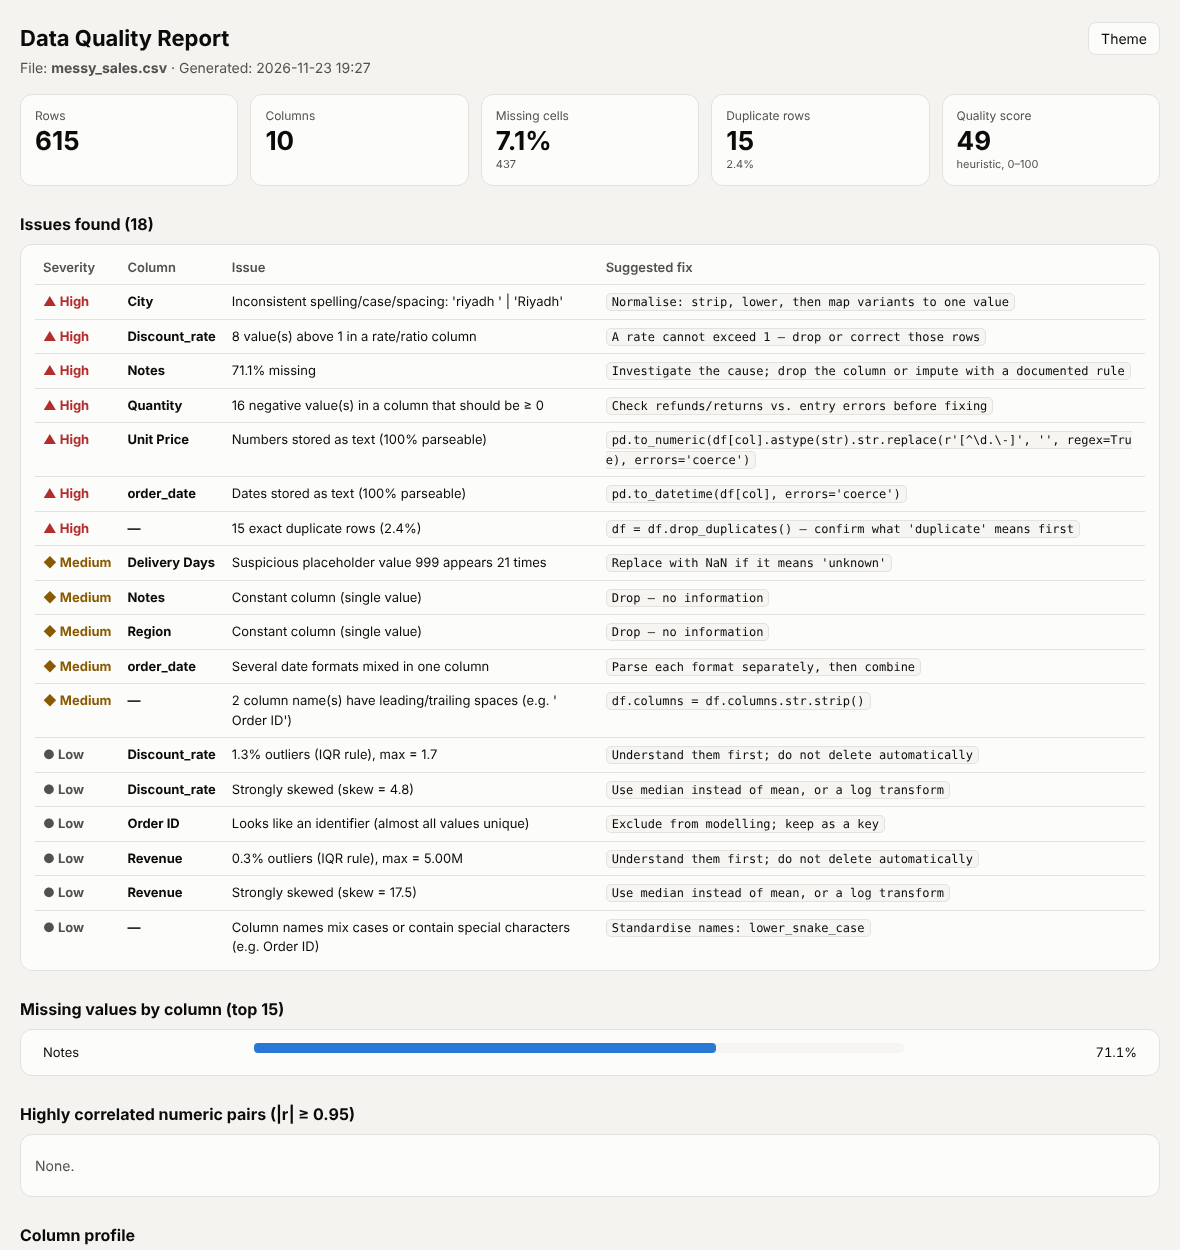 Data Quality Report
Theme
File: messy_sales.csv · Generated: 2026-11-23 19:27
Rows
615
Columns
10
Missing cells
7.1%
437
Duplicate rows
15
2.4%
Quality score
49
heuristic, 0–100
Issues found (18)
Severity Column Issue Suggested fix
▲ High City Inconsistent spelling/case/spacing: 'riyadh ' | 'Riyadh' Normalise: strip, lower, then map variants to one value
▲ High Discount_rate 8 value(s) above 1 in a rate/ratio column A rate cannot exceed 1 — drop or correct those rows
▲ High Notes 71.1% missing Investigate the cause; drop the column or impute with a documented rule
▲ High Quantity 16 negative value(s) in a column that should be ≥ 0 Check refunds/returns vs. entry errors before fixing
▲ High Unit Price Numbers stored as text (100% parseable) pd.to_numeric(df[col].astype(str).str.replace(r'[^\d.\-]', '', regex=Tru
e), errors='coerce')
▲ High order_date Dates stored as text (100% parseable) pd.to_datetime(df[col], errors='coerce')
▲ High — 15 exact duplicate rows (2.4%) df = df.drop_duplicates() — confirm what 'duplicate' means first
◆ Medium Delivery Days Suspicious placeholder value 999 appears 21 times Replace with NaN if it means 'unknown'
◆ Medium Notes Constant column (single value) Drop — no information
◆ Medium Region Constant column (single value) Drop — no information
◆ Medium order_date Several date formats mixed in one column Parse each format separately, then combine
◆ Medium — 2 column name(s) have leading/trailing spaces (e.g. ' df.columns = df.columns.str.strip()
Order ID')
● Low Discount_rate 1.3% outliers (IQR rule), max = 1.7 Understand them first; do not delete automatically
● Low Discount_rate Strongly skewed (skew = 4.8) Use median instead of mean, or a log transform
● Low Order ID Looks like an identifier (almost all values unique) Exclude from modelling; keep as a key
● Low Revenue 0.3% outliers (IQR rule), max = 5.00M Understand them first; do not delete automatically
● Low Revenue Strongly skewed (skew = 17.5) Use median instead of mean, or a log transform
● Low — Column names mix cases or contain special characters Standardise names: lower_snake_case
(e.g. Order ID)
Missing values by column (top 15)
Notes 71.1%
Highly correlated numeric pairs (|r| ≥ 0.95)
None.
Column profile